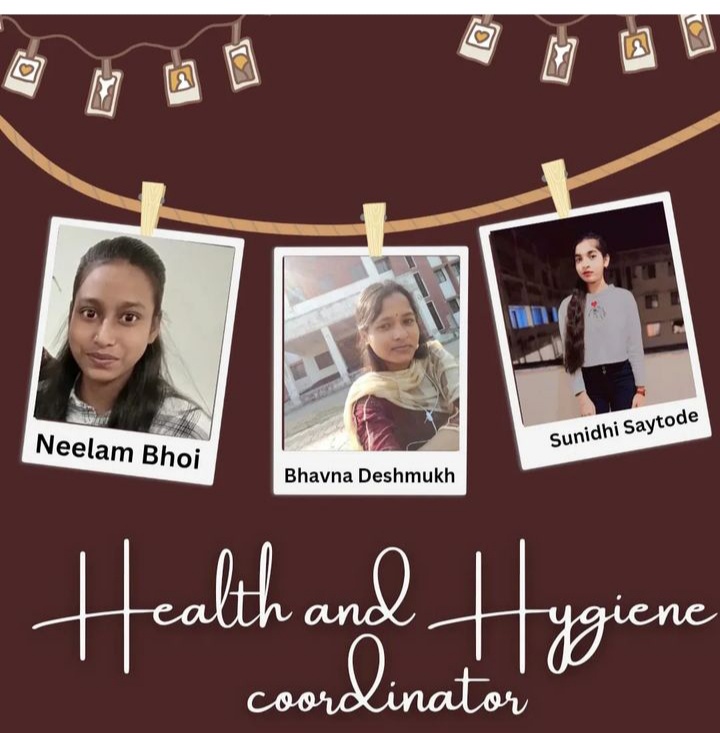 Neelam Bhoi
Bhavna Deshmukh
Sunidhi Saytode
Health and Hygiene
coordinator